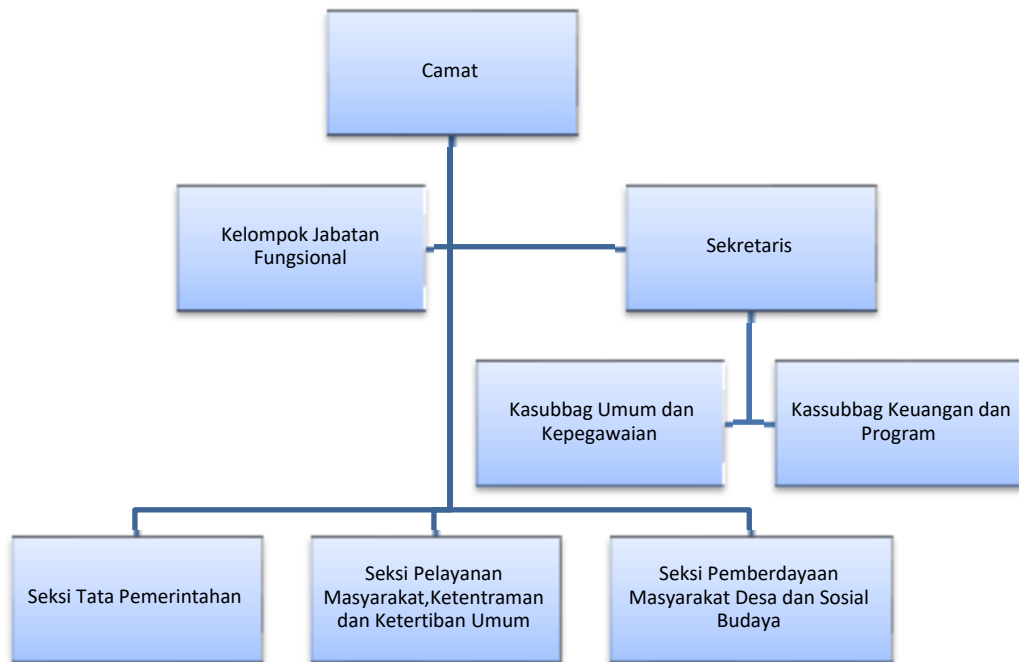 Camat
Kelompok Jabatan
Fungsional
Sekretaris
Kasubbag Umum dan
Kepegawaian
Kassubbag Keuangan dan
Program
Seksi Tata Pemerintahan
Seksi Pelayanan
Masyarakat,Ketentraman
dan Ketertiban Umum
Seksi Pemberdayaan
Masyarakat Desa dan Sosial
Budaya